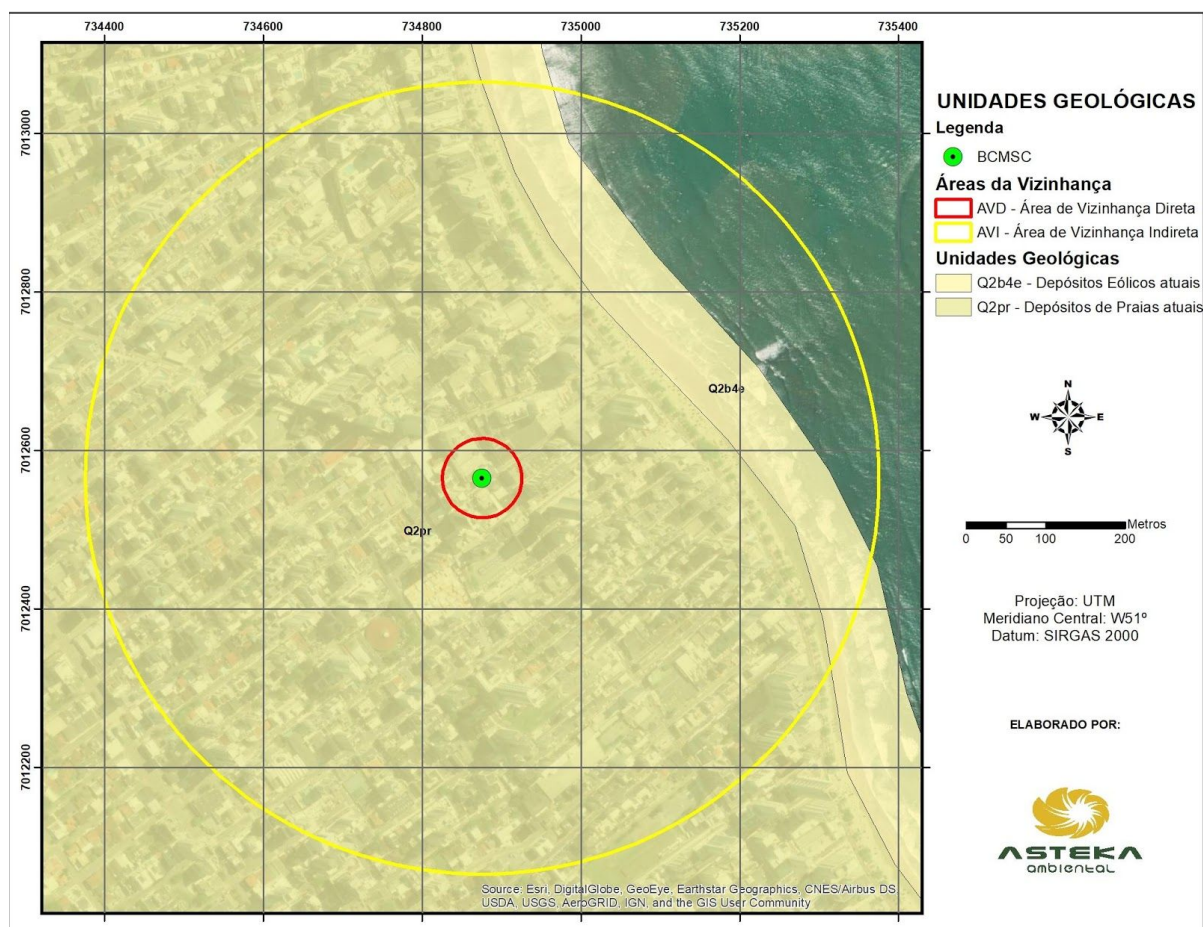 734400 734600 734800 735000 735200 735400
7013000
7012800
7012600
7012400
7012200
Q2b4e
Q2pr
Source: Esri, DigitalGlobe, GeoEye, Earthstar Geographics, CNES/Airbus DS,
USDA, USGS, AeroGRID, IGN, and the GIS User Community
UNIDADES GEOLÓGICAS
Legenda
BCMSC
Áreas da Vizinhança
AVD - Área de Vizinhança Direta
AVI - Área de Vizinhança Indireta
Unidades Geológicas
Q2b4e - Depósitos Eólicos atuais
Q2pr - Depósitos de Praias atuais
N
W E
S
Metros
0 50 100 200
Projeção: UTM
Meridiano Central: W51º
Datum: SIRGAS 2000
ELABORADO POR:
ASTEKA
ambiental